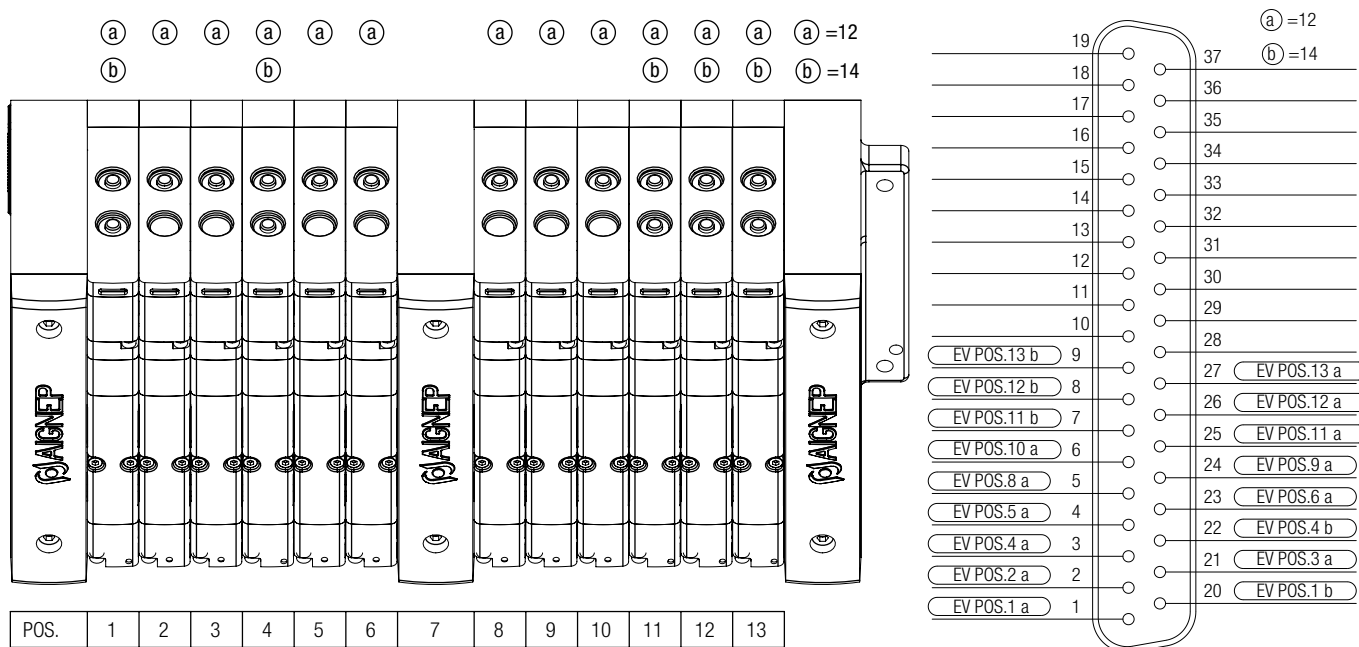 a a a a a a a a a a a a a =12
b b b b b b =14
AIGNEP AIGNEP AIGNEP
POS. 1 2 3 4 5 6 7 8 9 10 11 12 13
a =12
b =14
19
37
18
36
17
35
16
34
15
33
14
32
13
31
12
30
11
29
10
28
EV POS.13 b 9
27 EV POS.13 a
EV POS.12 b 8
26 EV POS.12 a
EV POS.11 b 7
25 EV POS.11 a
EV POS.10 a 6
24 EV POS.9 a
EV POS.8 a 5
23 EV POS.6 a
EV POS.5 a 4
22 EV POS.4 b
EV POS.4 a 3
21 EV POS.3 a
EV POS.2 a 2
20 EV POS.1 b
EV POS.1 a 1